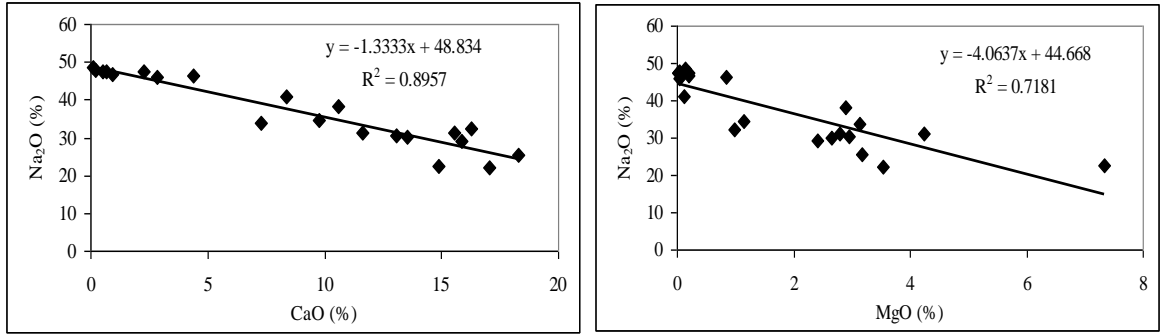 60
50
40
30
20
10
0
Na₂O (%)
y = -1.3333x + 48.834
R² = 0.8957
0 5 10 15 20
CaO (%)
60
50
40
30
20
10
0
Na₂O (%)
y = -4.0637x + 44.668
R² = 0.7181
0 2 4 6 8
MgO (%)